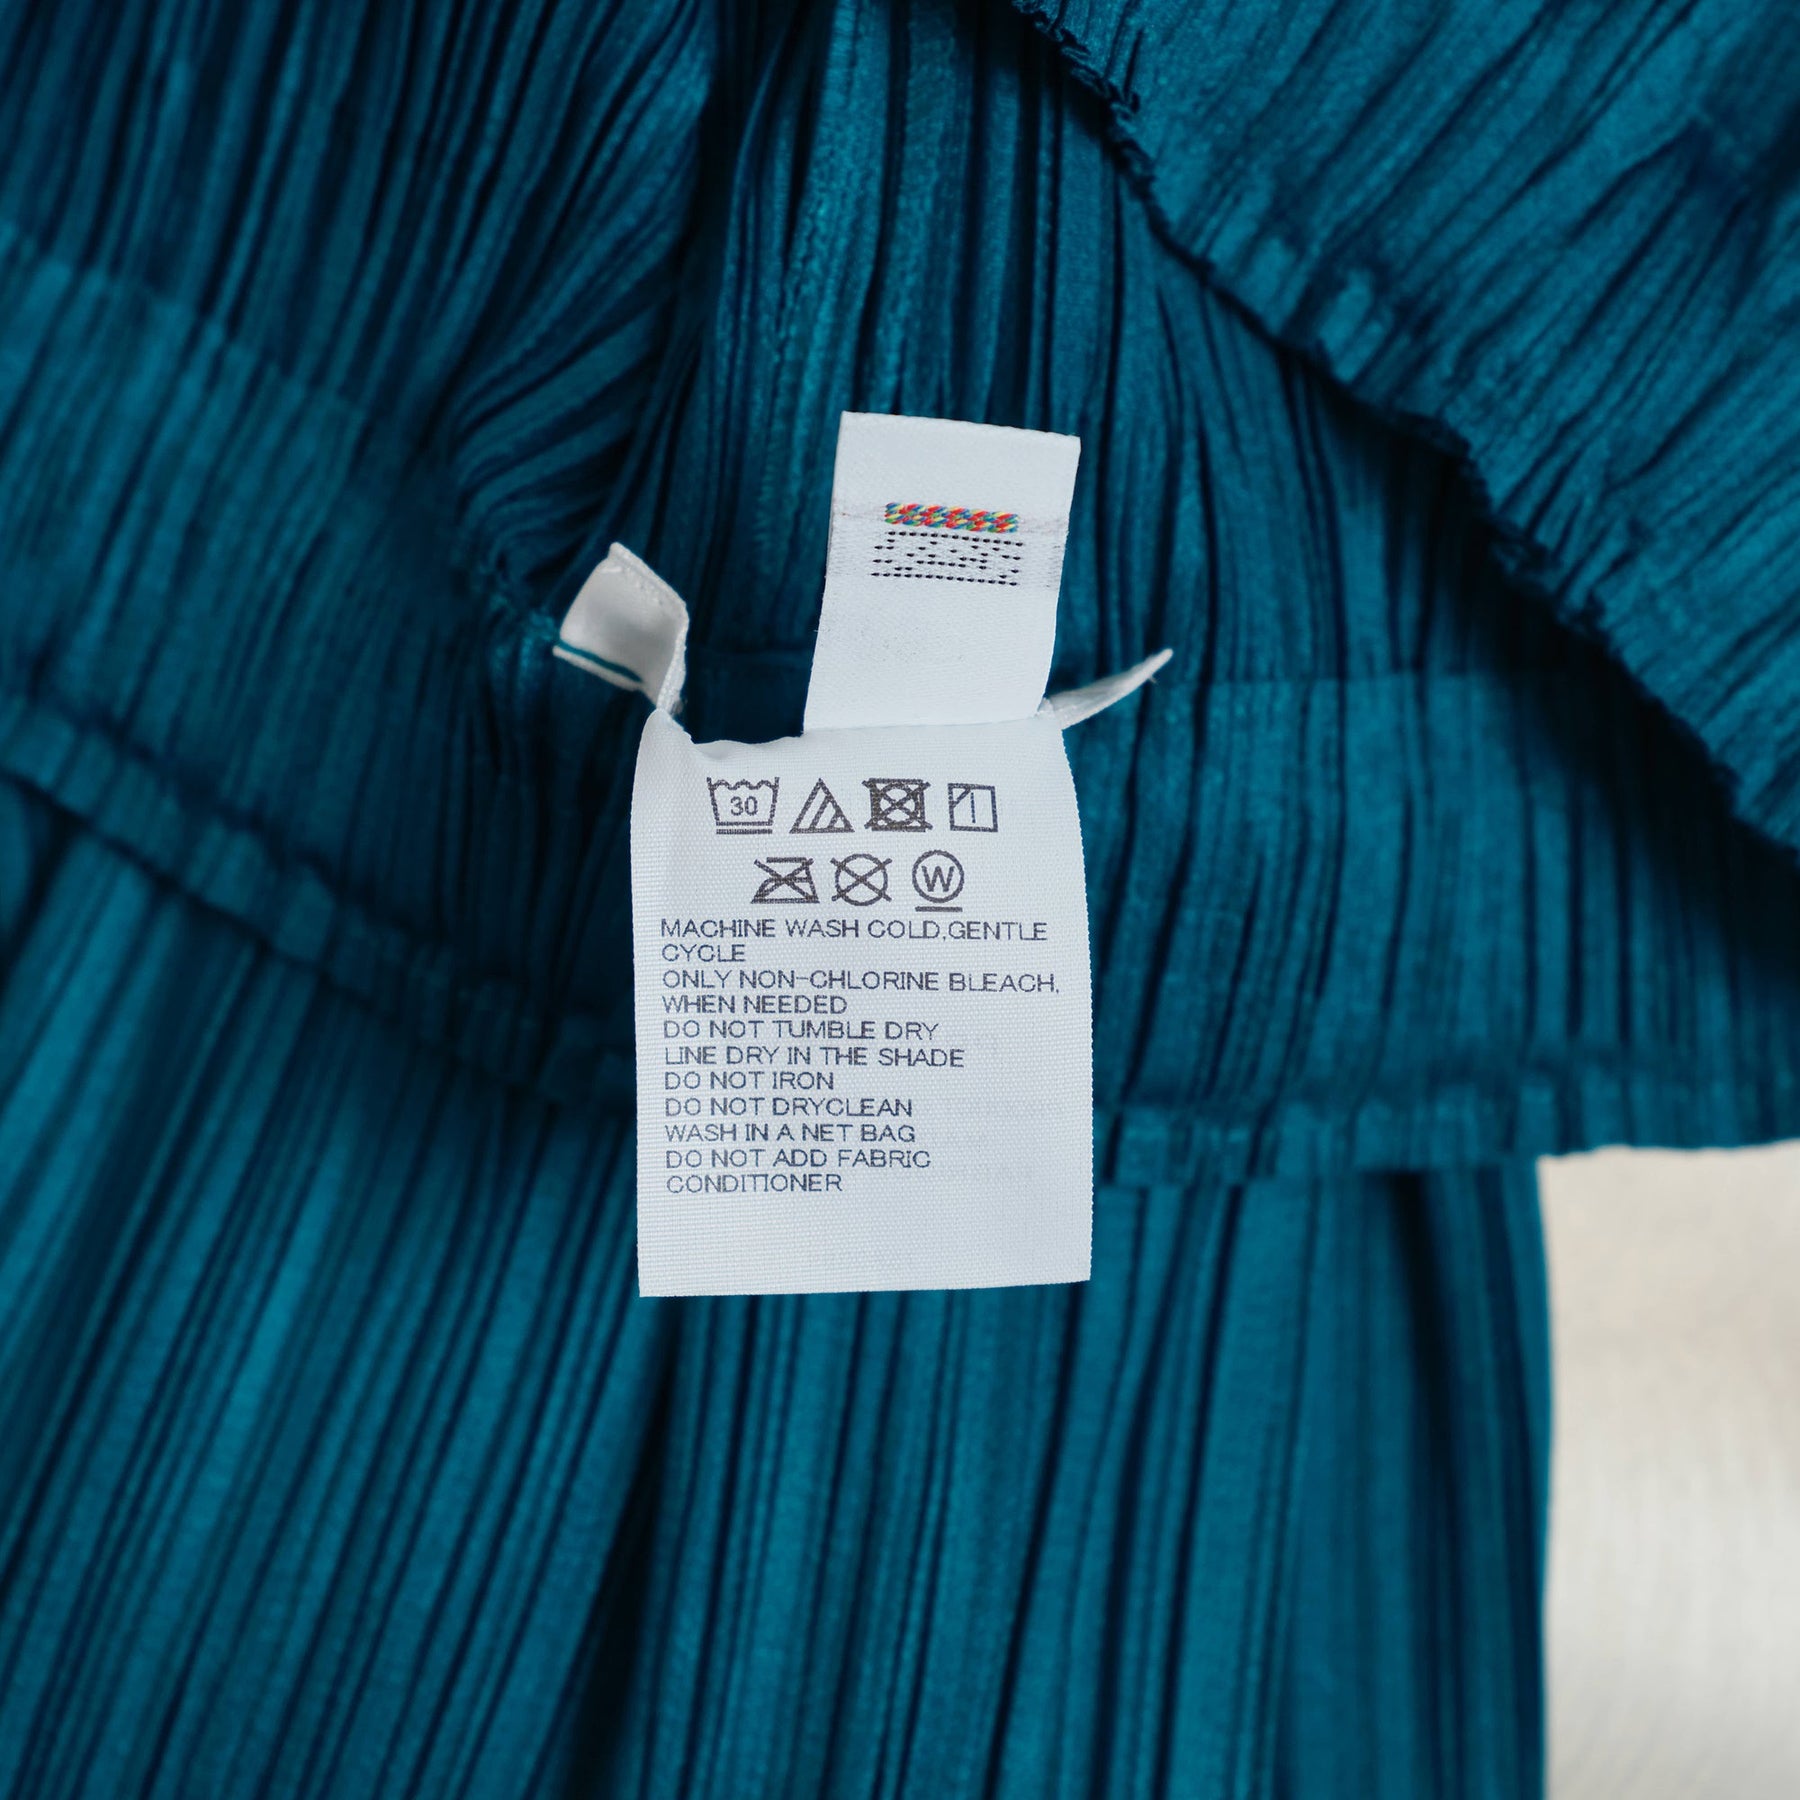 30
W
MACHINE WASH COLD,GENTLE
CYCLE
ONLY NON-CHLORINE BLEACH,
WHEN NEEDED
DO NOT TUMBLE DRY
LINE DRY IN THE SHADE
DO NOT IRON
DO NOT DRYCLEAN
WASH IN A NET BAG
DO NOT ADD FABRIC
CONDITIONER